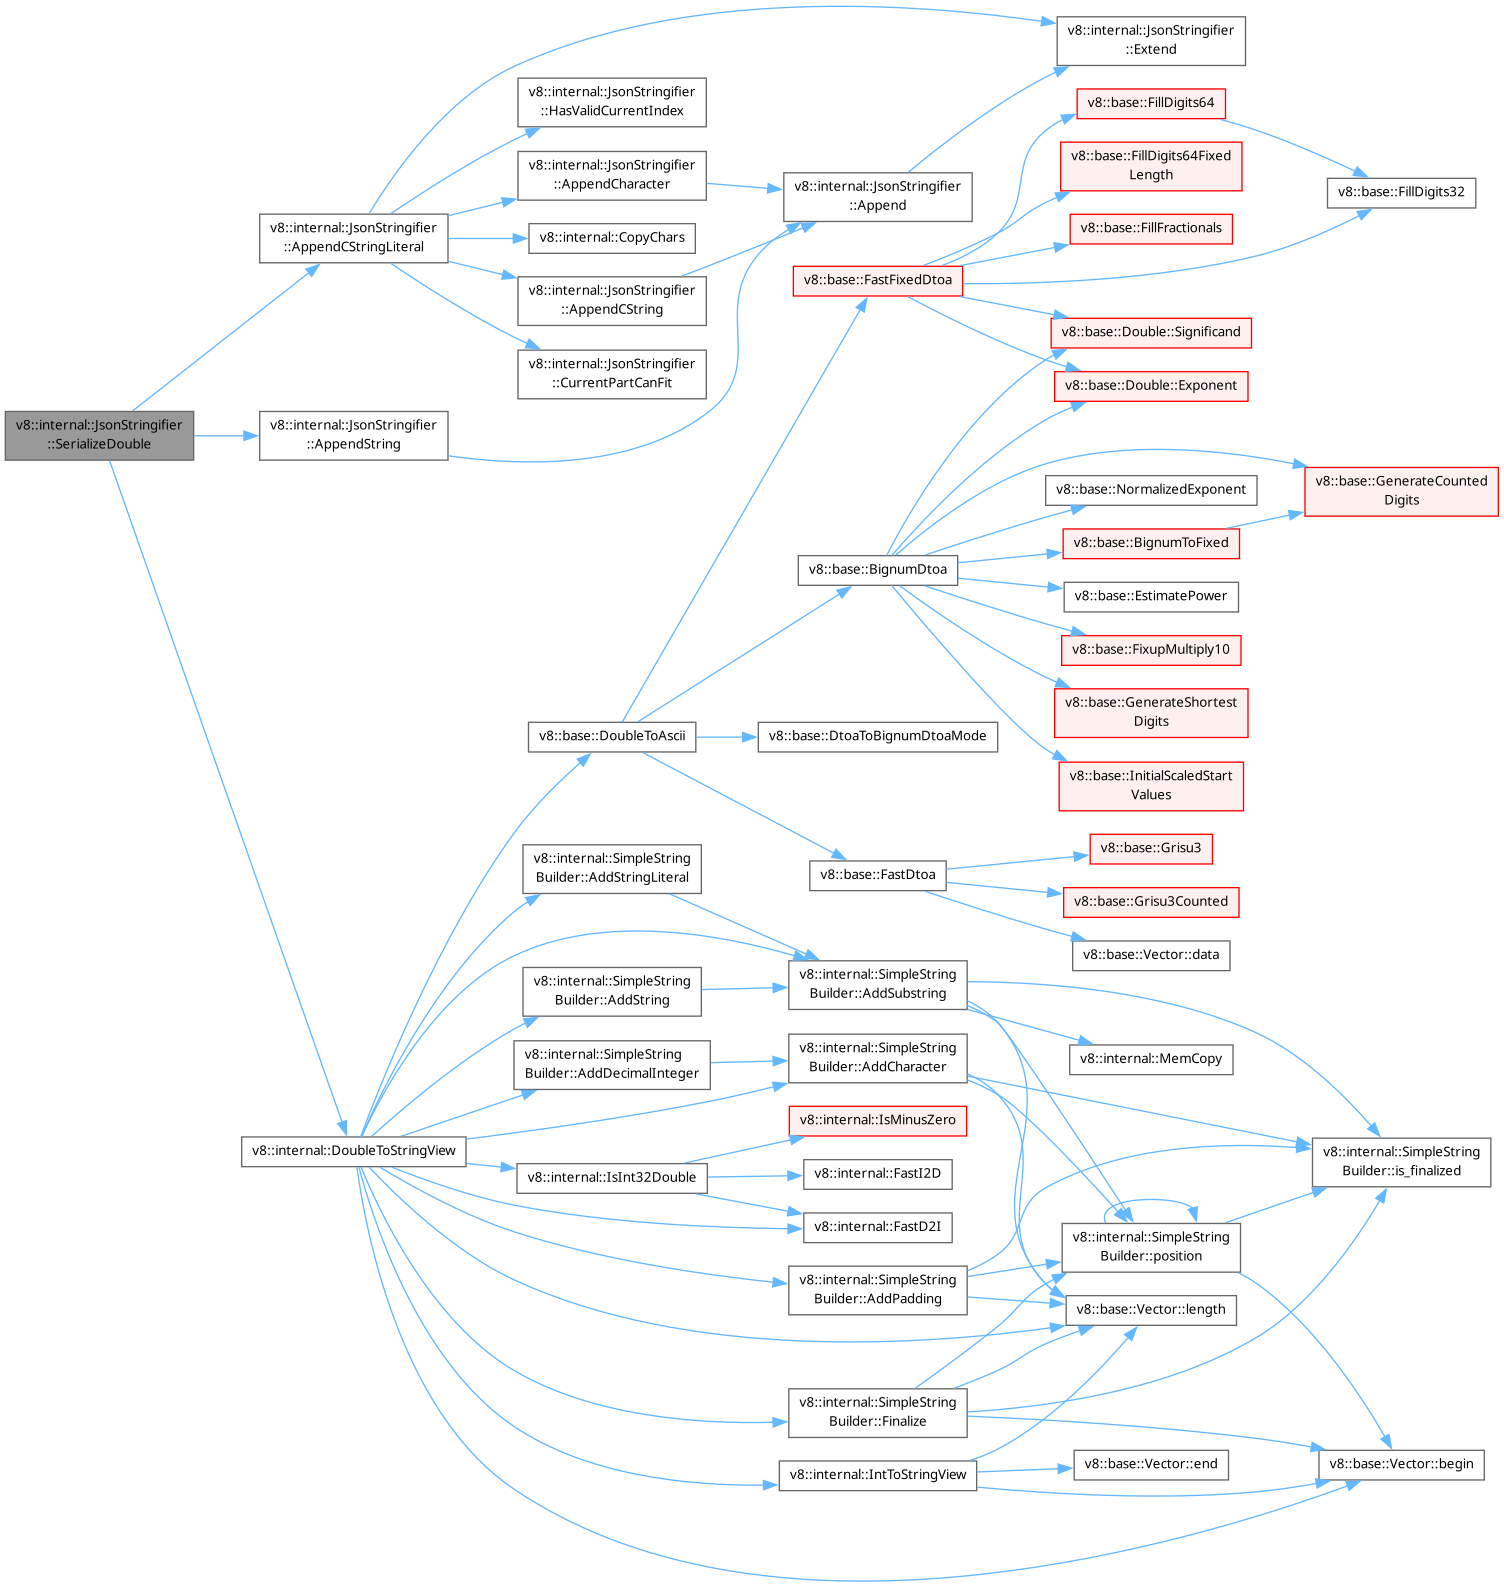 v8::internal::JsonStringifier
::SerializeDouble
v8::internal::JsonStringifier
::AppendCStringLiteral
v8::internal::JsonStringifier
::AppendString
v8::internal::DoubleToStringView
v8::internal::JsonStringifier
::HasValidCurrentIndex
v8::internal::JsonStringifier
::AppendCharacter
v8::internal::CopyChars
v8::internal::JsonStringifier
::AppendCString
v8::internal::JsonStringifier
::CurrentPartCanFit
v8::base::DoubleToAscii
v8::internal::SimpleString
Builder::AddStringLiteral
v8::internal::SimpleString
Builder::AddString
v8::internal::SimpleString
Builder::AddDecimalInteger
v8::internal::IsInt32Double
v8::internal::JsonStringifier
::Append
v8::base::FastFixedDtoa
v8::base::BignumDtoa
v8::base::DtoaToBignumDtoaMode
v8::base::FastDtoa
v8::internal::SimpleString
Builder::AddSubstring
v8::internal::SimpleString
Builder::AddCharacter
v8::internal::IsMinusZero
v8::internal::FastI2D
v8::internal::FastD2I
v8::internal::SimpleString
Builder::AddPadding
v8::internal::SimpleString
Builder::Finalize
v8::internal::IntToStringView
v8::internal::JsonStringifier
::Extend
v8::base::FillDigits64
v8::base::FillDigits64Fixed
Length
v8::base::FillFractionals
v8::base::Double::Significand
v8::base::Double::Exponent
v8::base::NormalizedExponent
v8::base::BignumToFixed
v8::base::EstimatePower
v8::base::FixupMultiply10
v8::base::GenerateShortest
Digits
v8::base::InitialScaledStart
Values
v8::base::Grisu3
v8::base::Grisu3Counted
v8::base::Vector::data
v8::internal::MemCopy
v8::internal::SimpleString
Builder::position
v8::base::Vector::length
v8::base::Vector::end
v8::base::FillDigits32
v8::base::GenerateCounted
Digits
v8::internal::SimpleString
Builder::is_finalized
v8::base::Vector::begin